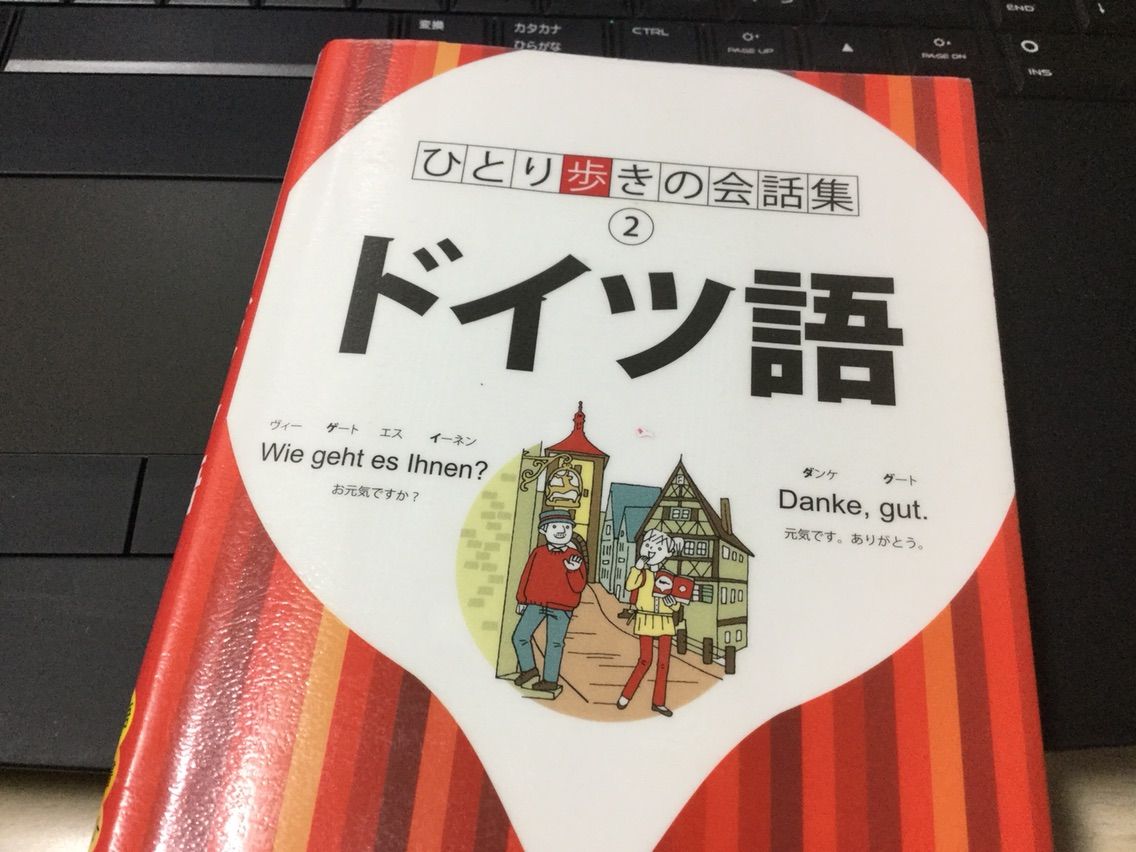 変換
カタカナ
ひらがな
CTRL
PAGE UP
▲
PAGE DN
END
INS
ひとり歩きの会話集
②
ドイツ語
ヴィー ゲート エス イーネン
Wie geht es Ihnen?
お元気ですか？
ダンケ グート
Danke, gut.
元気です。ありがとう。